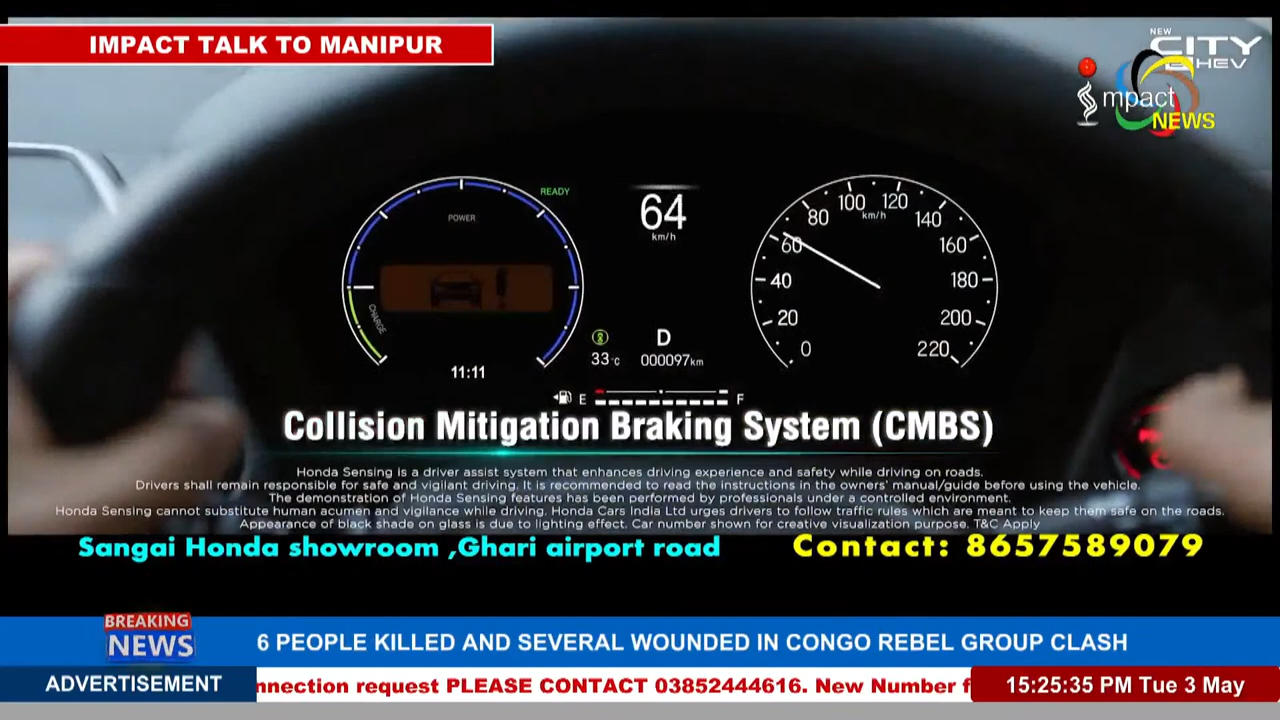 IMPACT TALK TO MANIPUR
NEW
CITY
e:HEV
mpact
NEWS
READY
POWER
CHARGE
11:11
64
km/h
33°C
D
000097km
E F
0 20 40 60 80 100 120 140 160 180 200 220
km/h
Collision Mitigation Braking System (CMBS)
Honda Sensing is a driver assist system that enhances driving experience and safety while driving on roads.
Drivers shall remain responsible for safe and vigilant driving. It is recommended to read the instructions in the owners' manual/guide before using the vehicle.
The demonstration of Honda Sensing features has been performed by professionals under a controlled environment.
Honda Sensing cannot substitute human acumen and vigilance while driving. Honda Cars India Ltd urges drivers to follow traffic rules which are meant to keep them safe on the roads.
Appearance of black shade on glass is due to lighting effect. Car number shown for creative visualization purpose. T&C Apply
Sangai Honda showroom ,Ghari airport road Contact: 8657589079
BREAKING
NEWS
6 PEOPLE KILLED AND SEVERAL WOUNDED IN CONGO REBEL GROUP CLASH
ADVERTISEMENT
nnection request PLEASE CONTACT 03852444616. New Number f
15:25:35 PM Tue 3 May